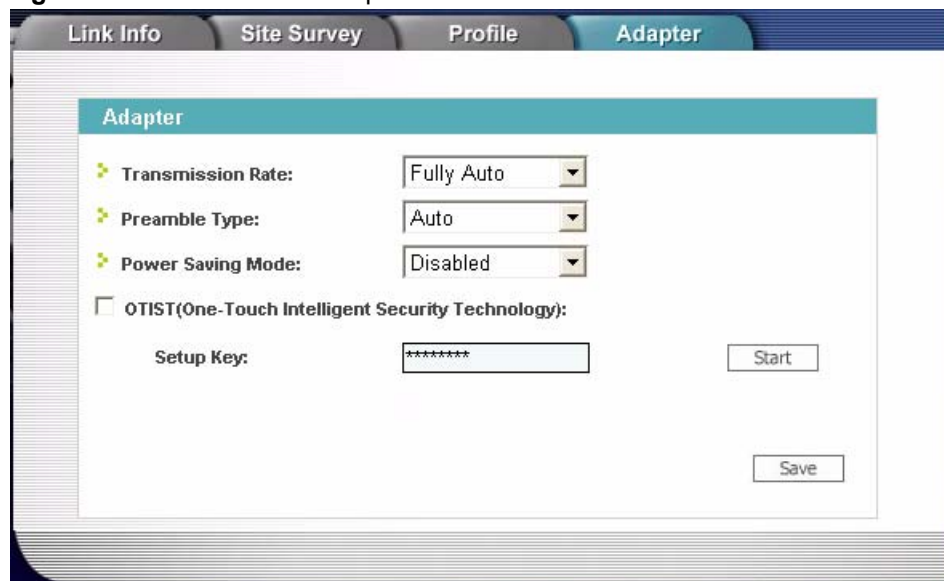 Link Info Site Survey Profile Adapter
Adapter
Transmission Rate: Fully Auto
Preamble Type: Auto
Power Saving Mode: Disabled
OTIST(One-Touch Intelligent Security Technology):
Setup Key: ******** Start
Save